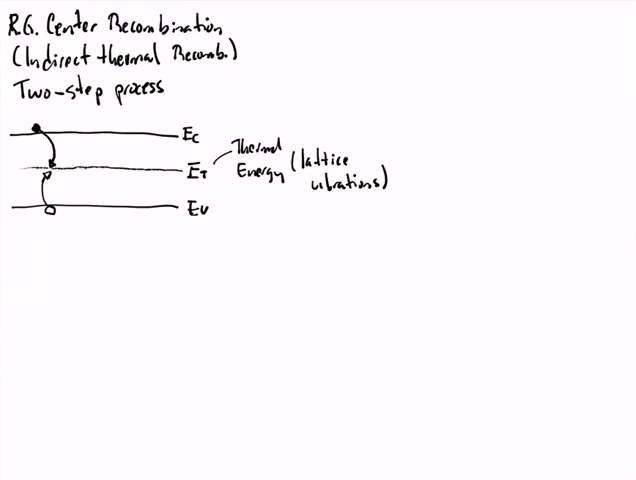 R.G. Center Recombination
(Indirect thermal Recomb.)
Two-step process
Ec
ET
Thermal
Energy (lattice
vibrations)
Ev